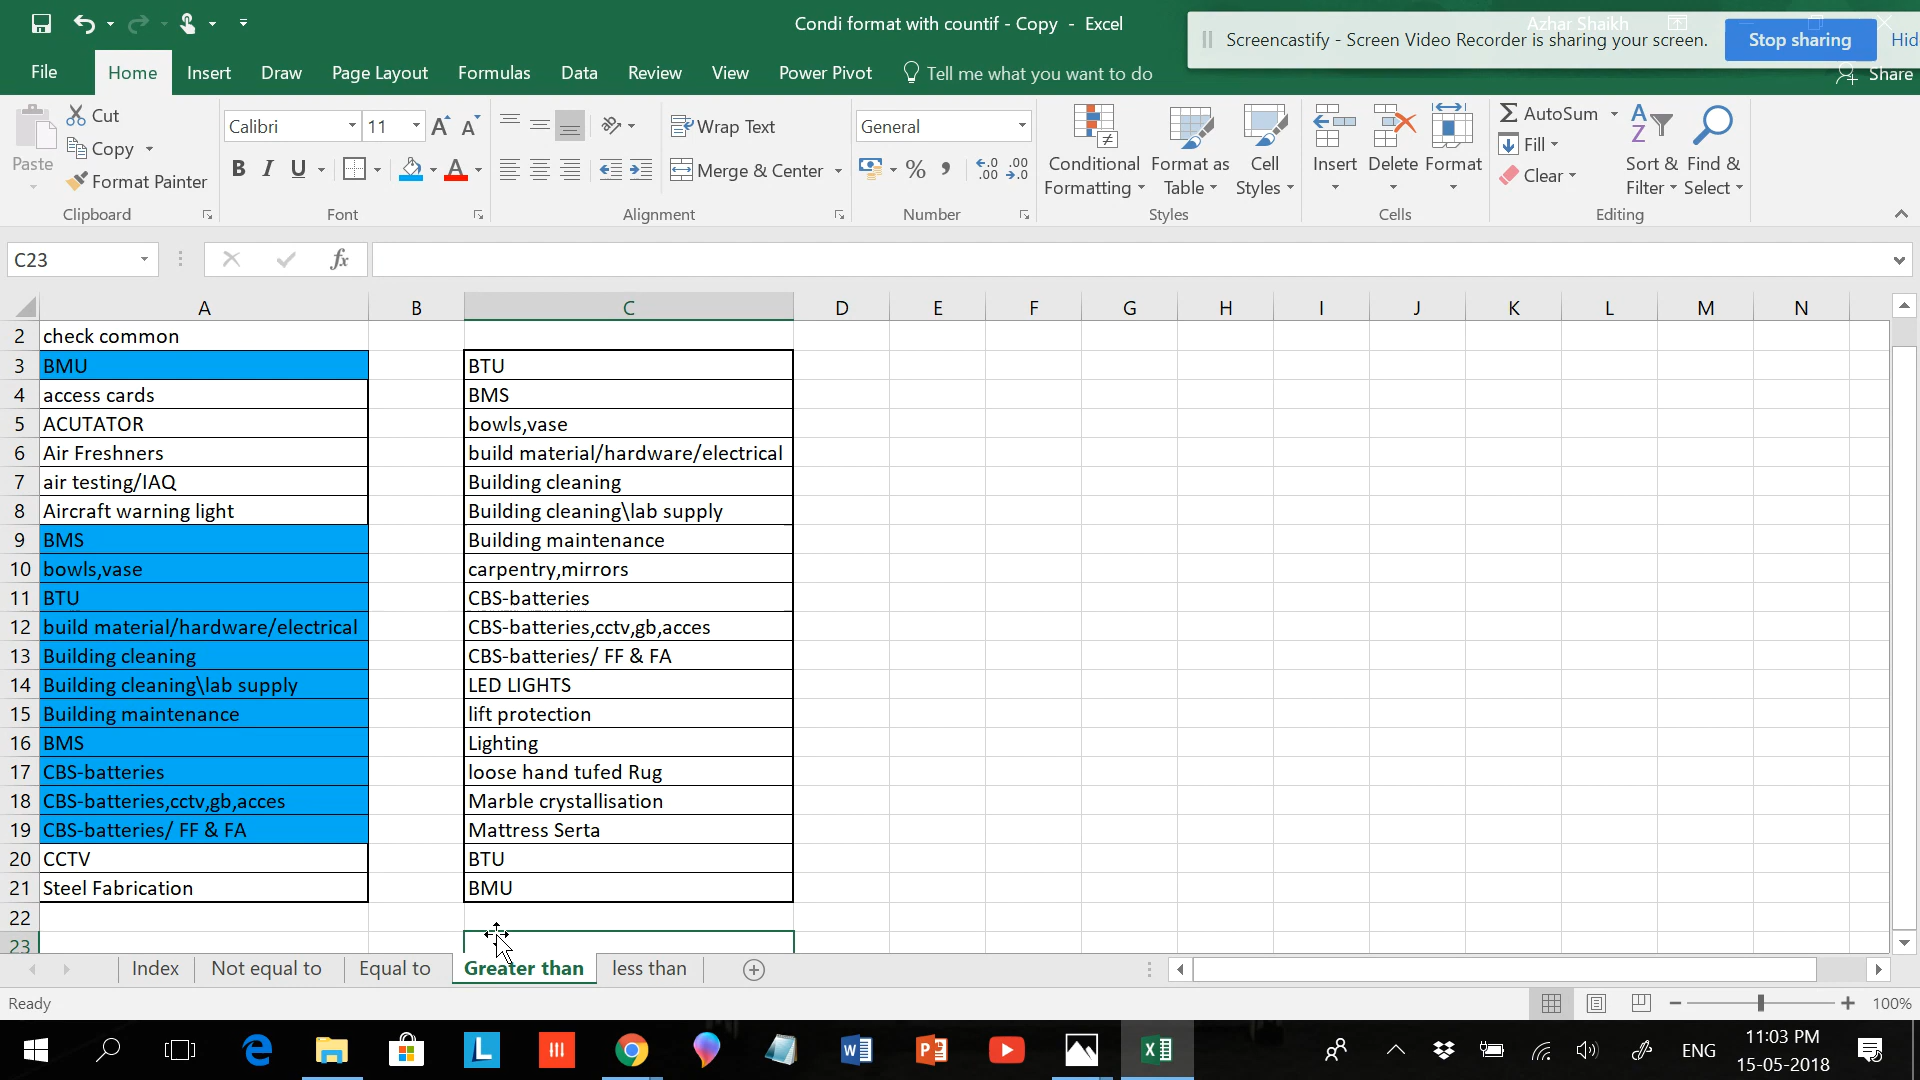 Condi format with countif - Copy - Excel
Azhar Shaikh
Screencastify - Screen Video Recorder is sharing your screen.
Stop sharing
Hid
File
Home
Insert
Draw
Page Layout
Formulas
Data
Review
View
Power Pivot
Tell me what you want to do
Share
Paste
Cut
Copy
Format Painter
Clipboard
Calibri
11
Font
Wrap Text
Merge & Center
Alignment
General
Number
Conditional Formatting
Format as Table
Cell Styles
Styles
Insert
Delete
Format
Cells
AutoSum
Fill
Clear
Sort & Filter
Find & Select
Editing
C23
fx
A B C D E F G H I J K L M N
2 check common
3 BMU BTU
4 access cards BMS
5 ACUTATOR bowls,vase
6 Air Freshners build material/hardware/electrical
7 air testing/IAQ Building cleaning
8 Aircraft warning light Building cleaning\lab supply
9 BMS Building maintenance
10 bowls,vase carpentry,mirrors
11 BTU CBS-batteries
12 build material/hardware/electrical CBS-batteries,cctv,gb,acces
13 Building cleaning CBS-batteries/ FF & FA
14 Building cleaning\lab supply LED LIGHTS
15 Building maintenance lift protection
16 BMS Lighting
17 CBS-batteries loose hand tufed Rug
18 CBS-batteries,cctv,gb,acces Marble crystallisation
19 CBS-batteries/ FF & FA Mattress Serta
20 CCTV BTU
21 Steel Fabrication BMU
22
23
Index
Not equal to
Equal to
Greater than
less than
Ready
100%
ENG
11:03 PM
15-05-2018